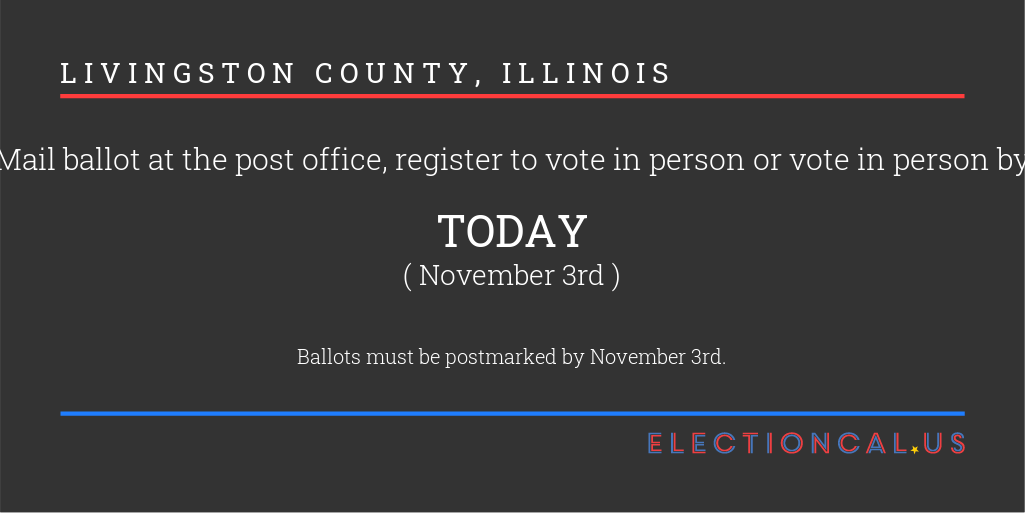 LIVINGSTON COUNTY, ILLINOIS
Mail ballot at the post office, register to vote in person or vote in person by
TODAY
( November 3rd )
Ballots must be postmarked by November 3rd.
ELECTIONCAL.US